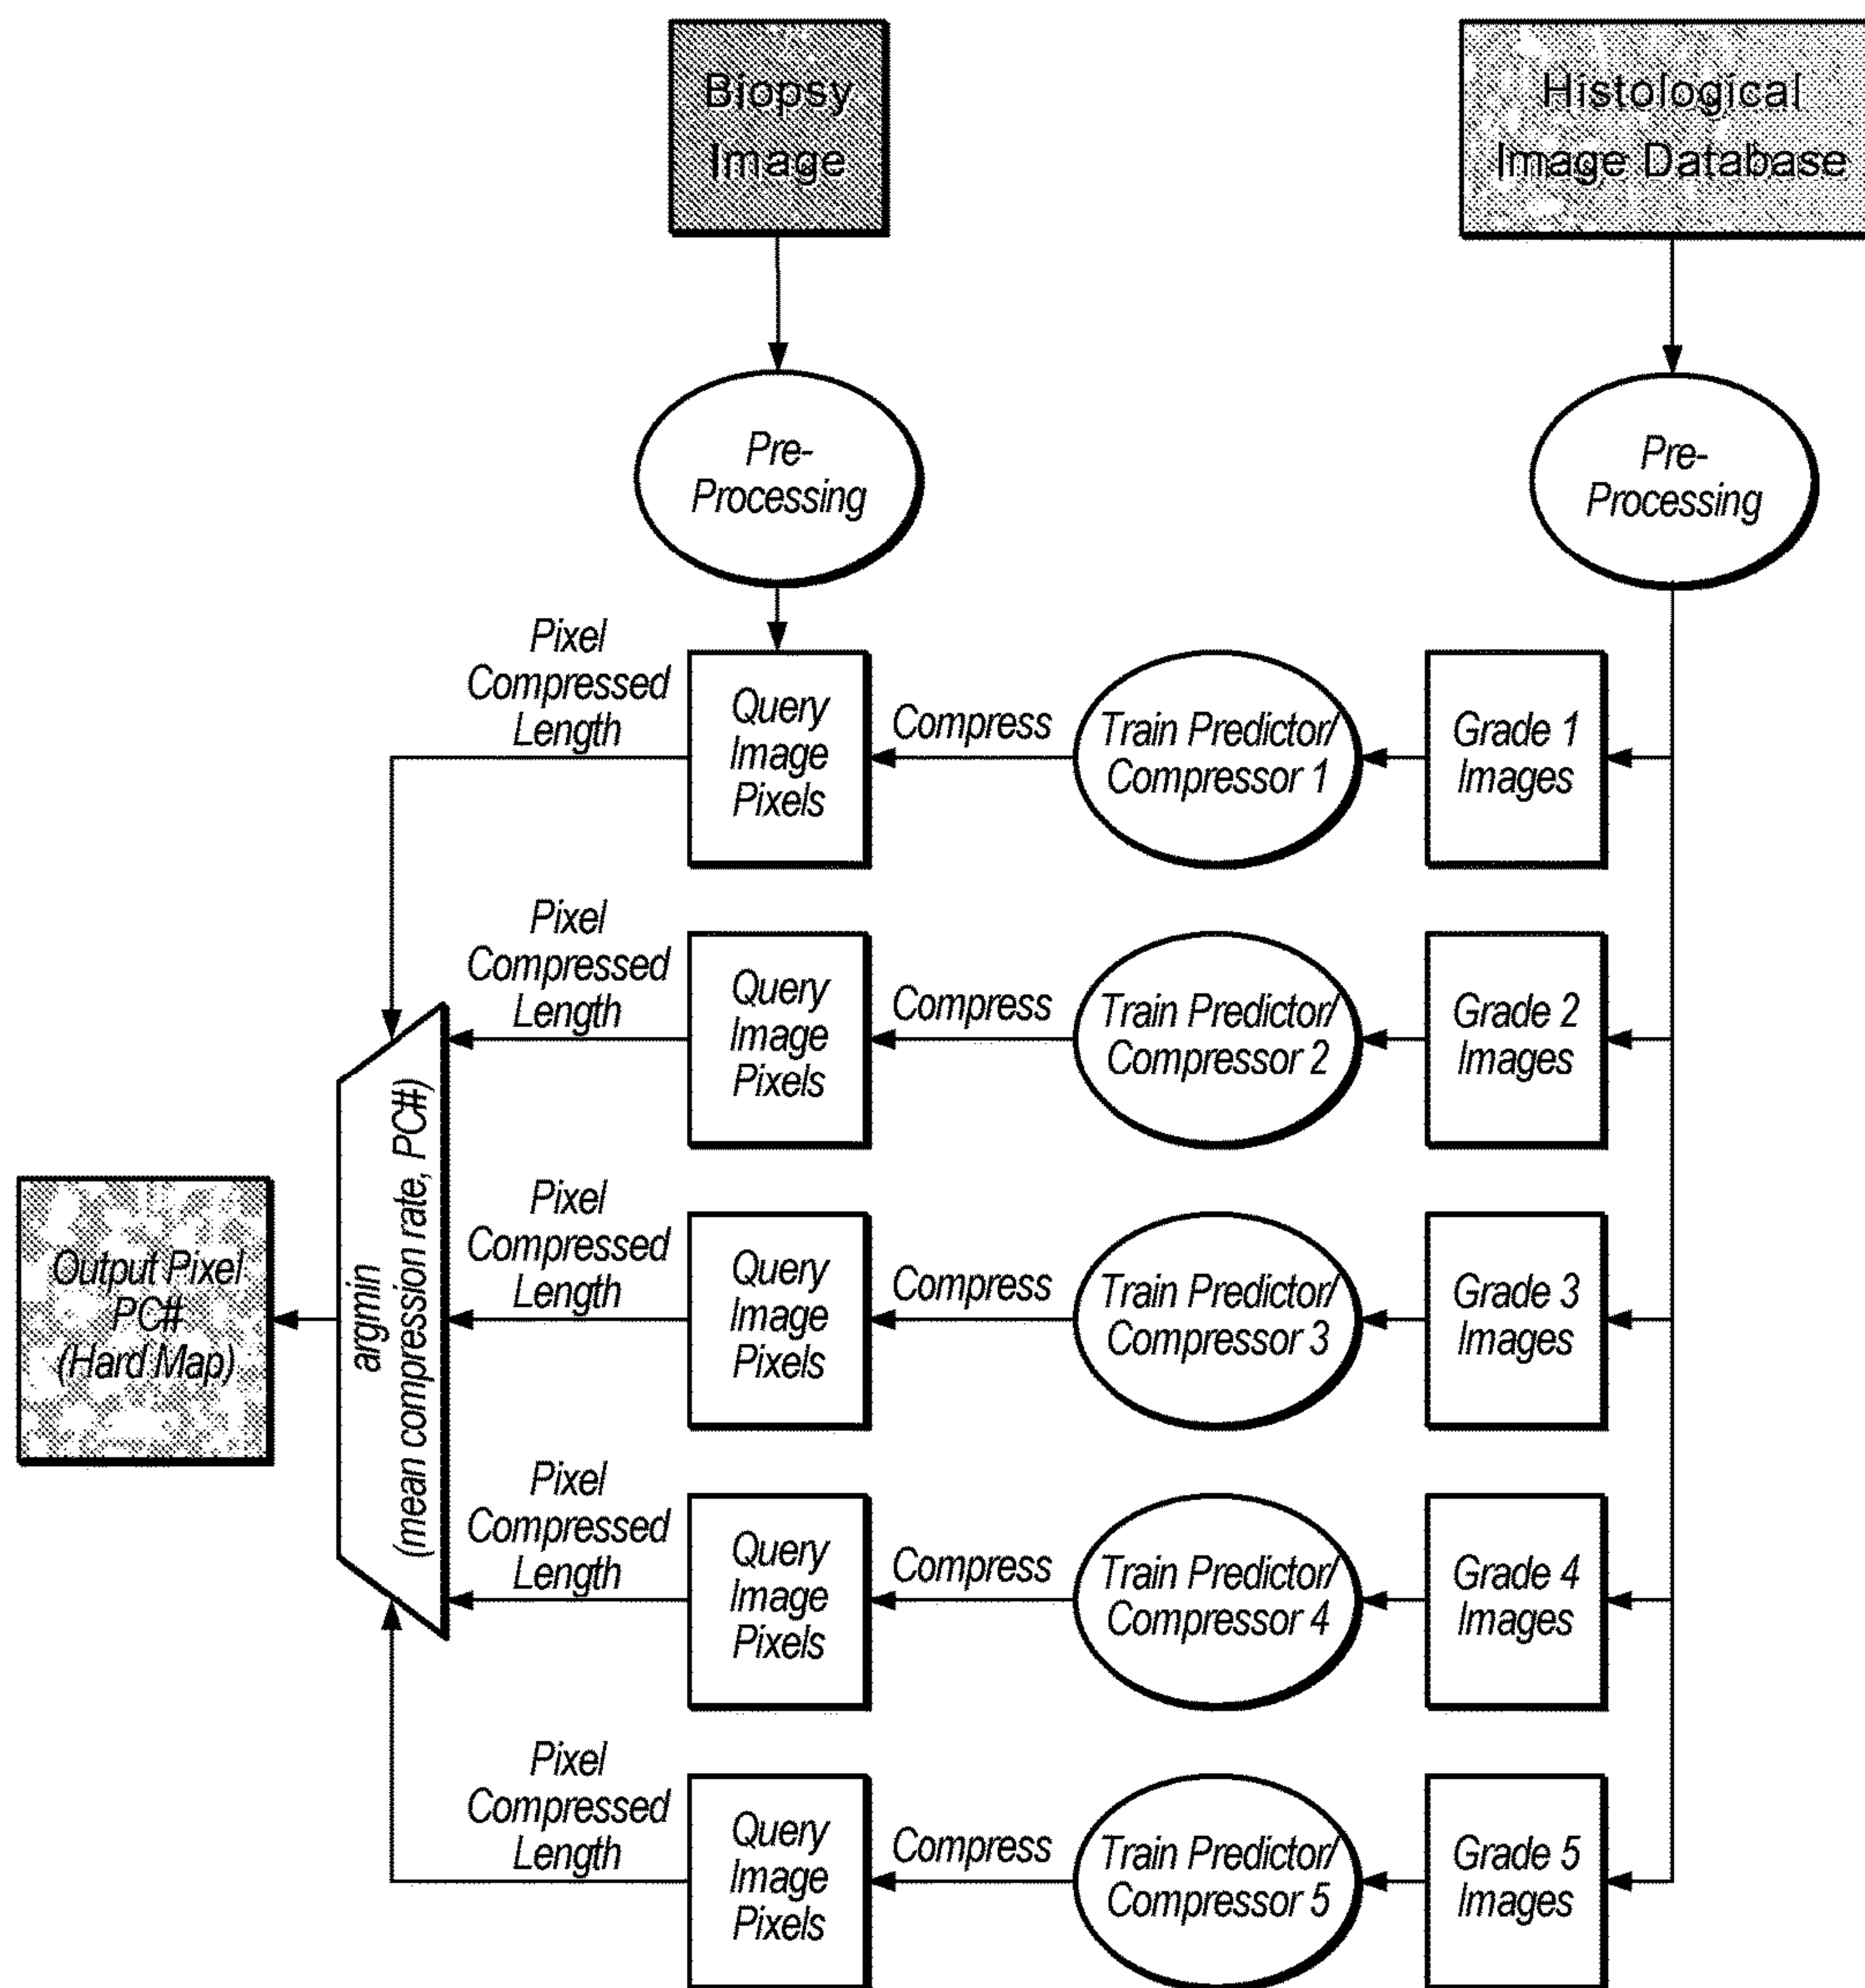 Biopsy
Image
Histological
Image Database
Pre-
Processing
Pre-
Processing
Pixel
Compressed
Length
Query
Image
Pixels
Compress
Train Predictor/
Compressor 1
Grade 1
Images
Pixel
Compressed
Length
Query
Image
Pixels
Compress
Train Predictor/
Compressor 2
Grade 2
Images
Output Pixel
PC#
(Hard Map)
argmin
(mean compression rate, PC#)
Pixel
Compressed
Length
Query
Image
Pixels
Compress
Train Predictor/
Compressor 3
Grade 3
Images
Pixel
Compressed
Length
Query
Image
Pixels
Compress
Train Predictor/
Compressor 4
Grade 4
Images
Pixel
Compressed
Length
Query
Image
Pixels
Compress
Train Predictor/
Compressor 5
Grade 5
Images